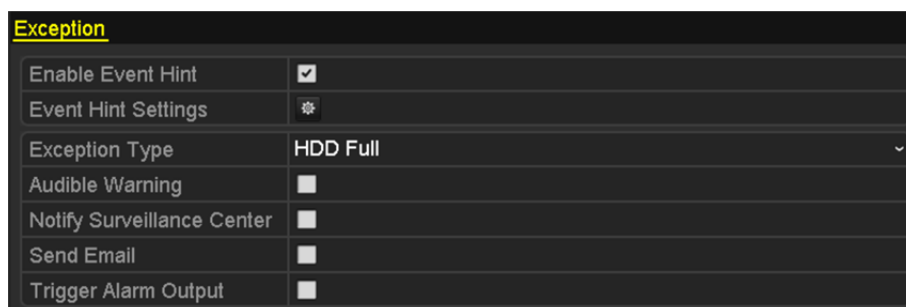 Exception
Enable Event Hint
Event Hint Settings
Exception Type HDD Full
Audible Warning
Notify Surveillance Center
Send Email
Trigger Alarm Output